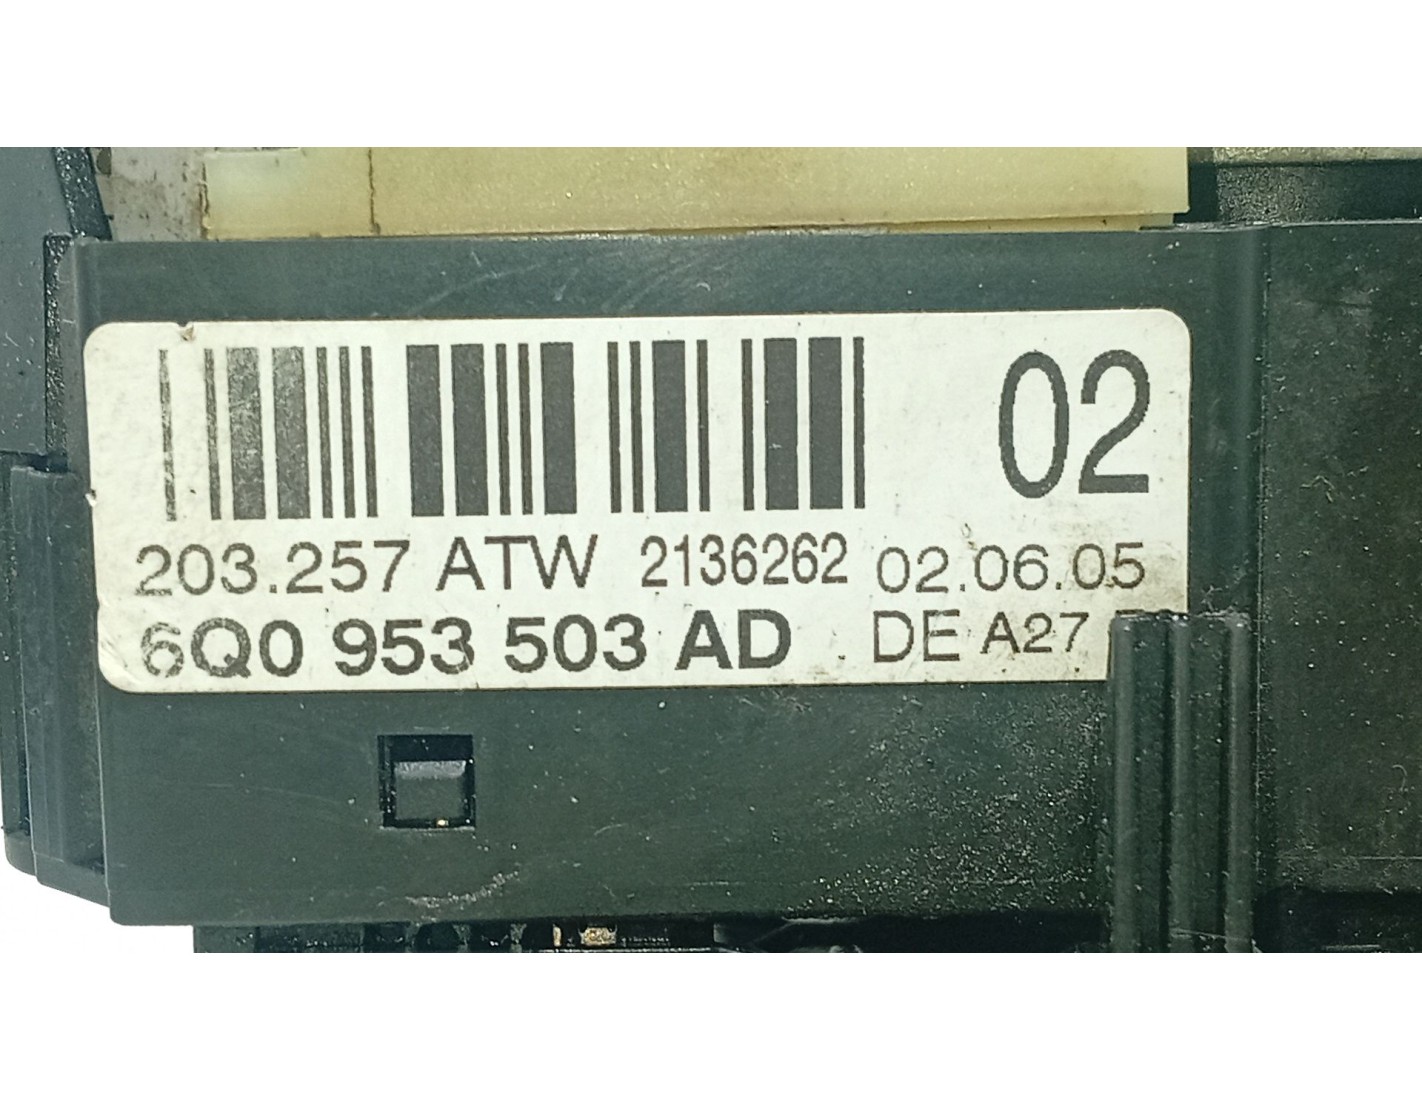 02
203.257 ATW 2136262 02.06.05
6Q0 953 503 AD DE A27